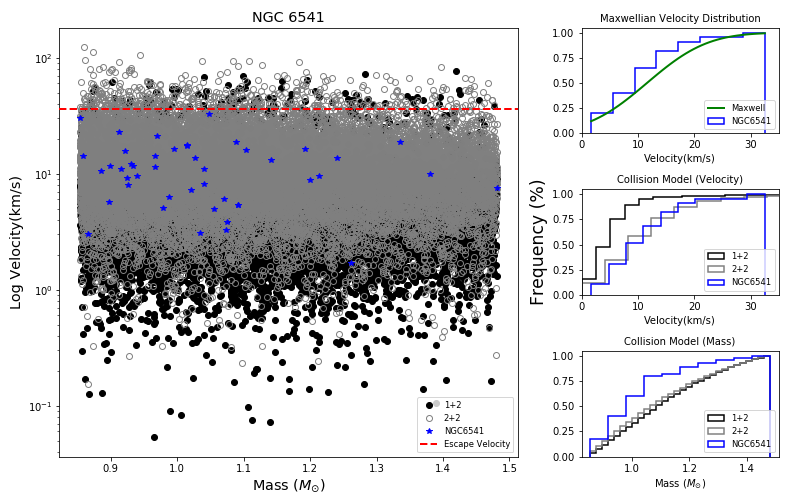 NGC 6541
Log Velocity(km/s)
10²
10¹
10⁰
10⁻¹
0.9 1.0 1.1 1.2 1.3 1.4 1.5
Mass (M⊙)
1+2
2+2
NGC6541
Escape Velocity
Frequency (%)
Maxwellian Velocity Distribution
1.00
0.75
0.50
0.25
0.00
0 10 20 30
Velocity(km/s)
Maxwell
NGC6541
Collision Model (Velocity)
1.00
0.75
0.50
0.25
0.00
0 10 20 30
Velocity(km/s)
1+2
2+2
NGC6541
Collision Model (Mass)
1.00
0.75
0.50
0.25
0.00
1.0 1.2 1.4
Mass (M⊙)
1+2
2+2
NGC6541